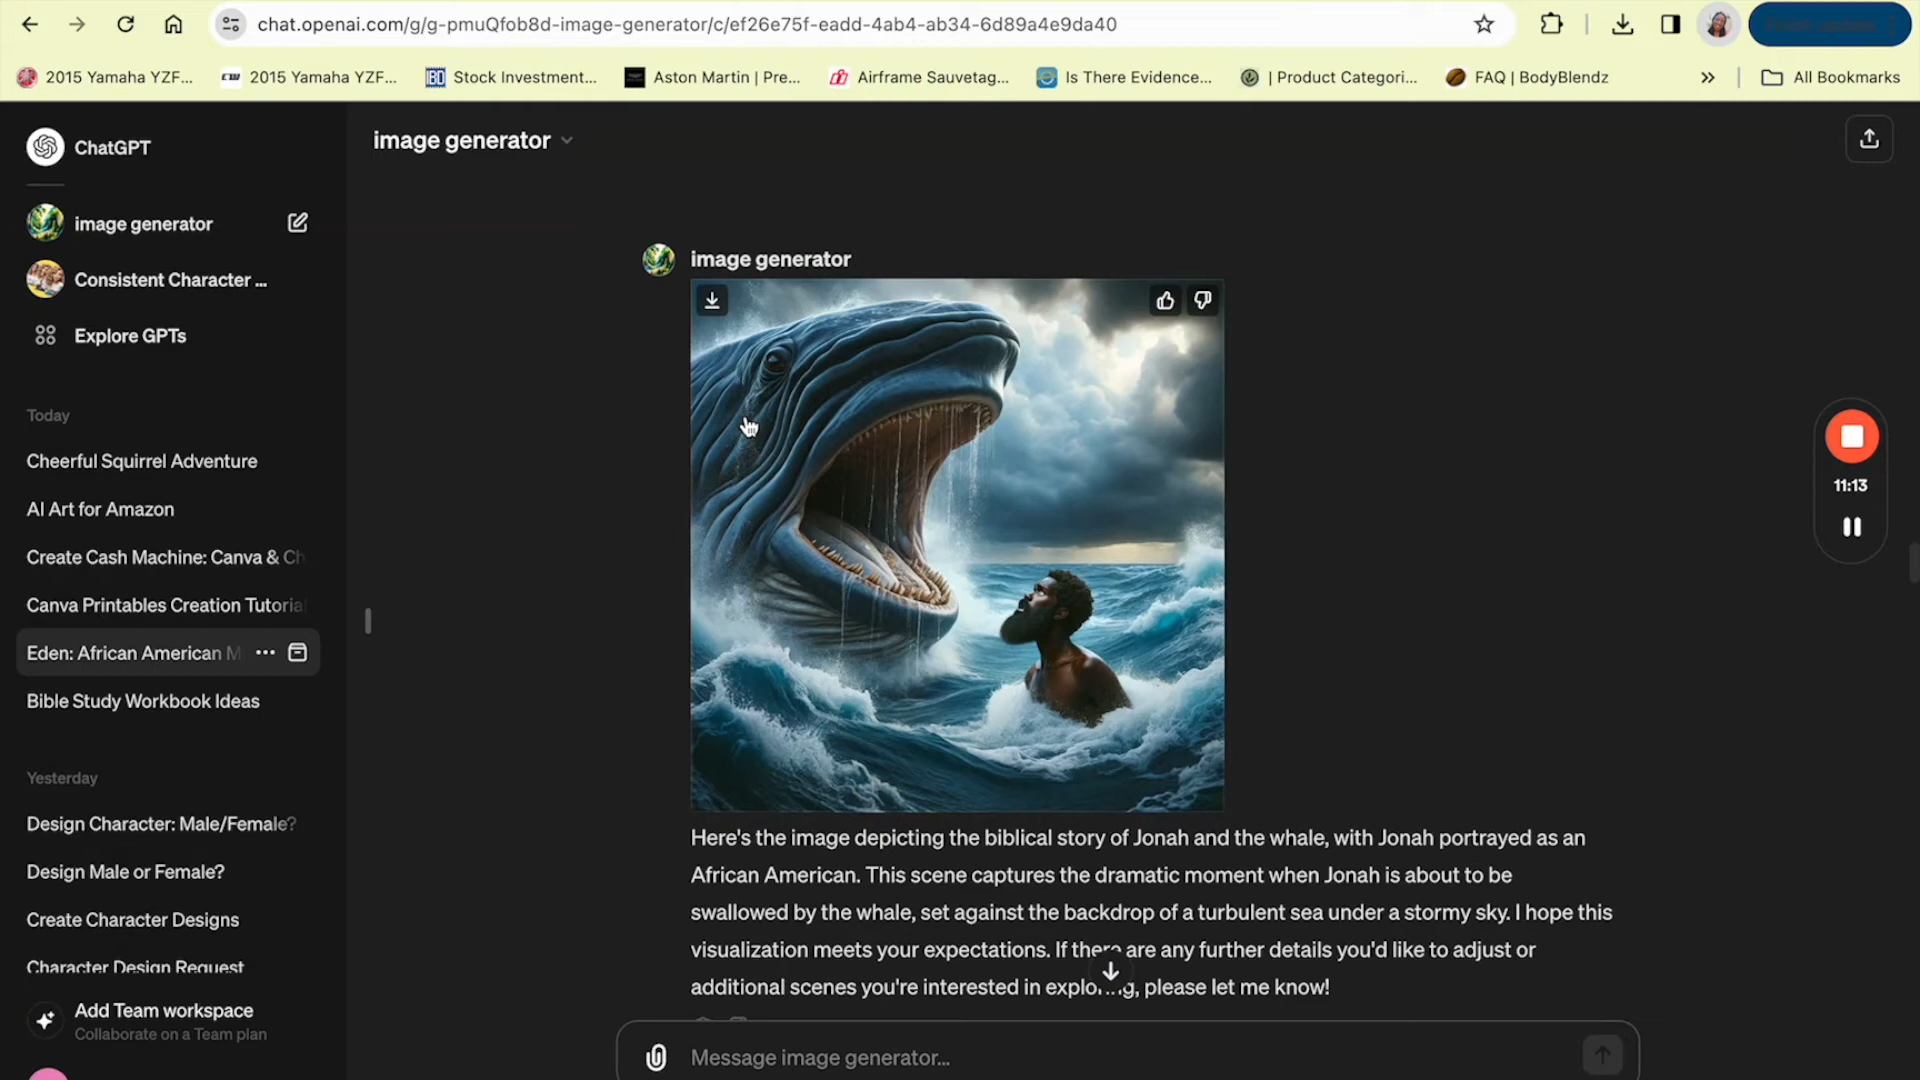 chat.openai.com/g/g-pmuQfob8d-image-generator/c/ef26e75f-eadd-4ab4-ab34-6d89a4e9da40
2015 Yamaha YZF...
CW 2015 Yamaha YZF...
BD Stock Investment...
Aston Martin | Pre...
Airframe Sauvetag...
Is There Evidence...
| Product Categori...
FAQ | BodyBlendz
All Bookmarks
ChatGPT
image generator
Consistent Character ...
Explore GPTs
Today
Cheerful Squirrel Adventure
AI Art for Amazon
Create Cash Machine: Canva & Ch
Canva Printables Creation Tutorial
Eden: African American M
Bible Study Workbook Ideas
Yesterday
Design Character: Male/Female?
Design Male or Female?
Create Character Designs
Character Design Request
Add Team workspace
Collaborate on a Team plan
image generator
image generator
Here's the image depicting the biblical story of Jonah and the whale, with Jonah portrayed as an
African American. This scene captures the dramatic moment when Jonah is about to be
swallowed by the whale, set against the backdrop of a turbulent sea under a stormy sky. I hope this
visualization meets your expectations. If there are any further details you'd like to adjust or
additional scenes you're interested in exploring, please let me know!
Message image generator...
11:13